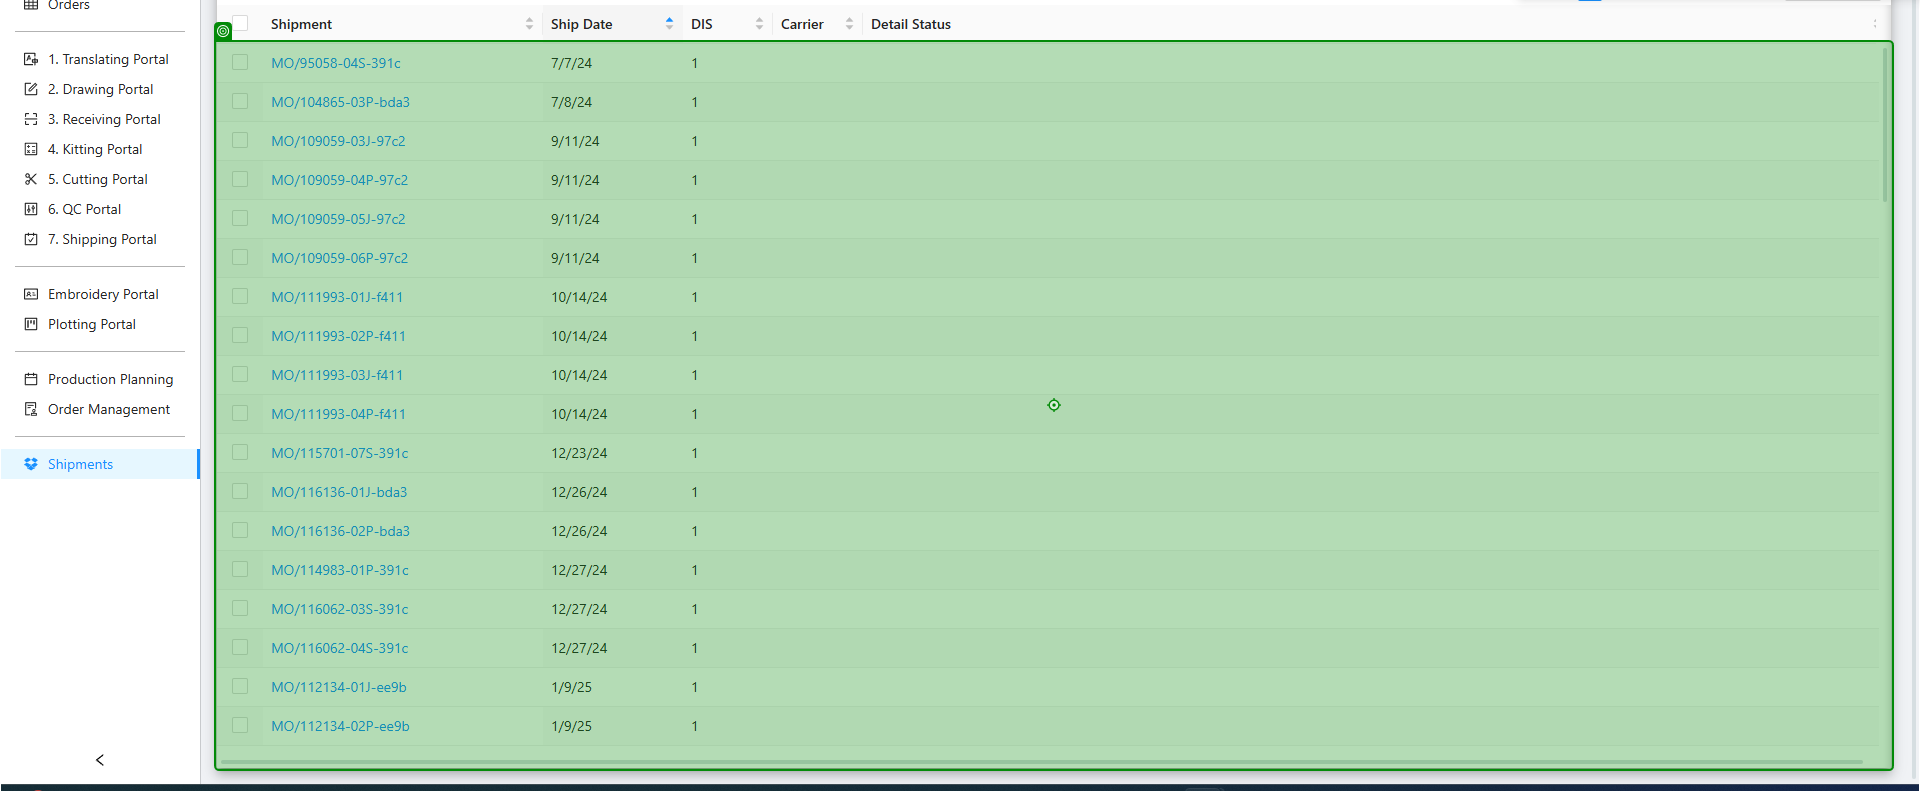 Orders
1. Translating Portal
2. Drawing Portal
3. Receiving Portal
4. Kitting Portal
5. Cutting Portal
6. QC Portal
7. Shipping Portal
Embroidery Portal
Plotting Portal
Production Planning
Order Management
Shipments
Shipment Ship Date DIS Carrier Detail Status
MO/95058-04S-391c 7/7/24 1
MO/104865-03P-bda3 7/8/24 1
MO/109059-03J-97c2 9/11/24 1
MO/109059-04P-97c2 9/11/24 1
MO/109059-05J-97c2 9/11/24 1
MO/109059-06P-97c2 9/11/24 1
MO/111993-01J-f411 10/14/24 1
MO/111993-02P-f411 10/14/24 1
MO/111993-03J-f411 10/14/24 1
MO/111993-04P-f411 10/14/24 1
MO/115701-07S-391c 12/23/24 1
MO/116136-01J-bda3 12/26/24 1
MO/116136-02P-bda3 12/26/24 1
MO/114983-01P-391c 12/27/24 1
MO/116062-03S-391c 12/27/24 1
MO/116062-04S-391c 12/27/24 1
MO/112134-01J-ee9b 1/9/25 1
MO/112134-02P-ee9b 1/9/25 1